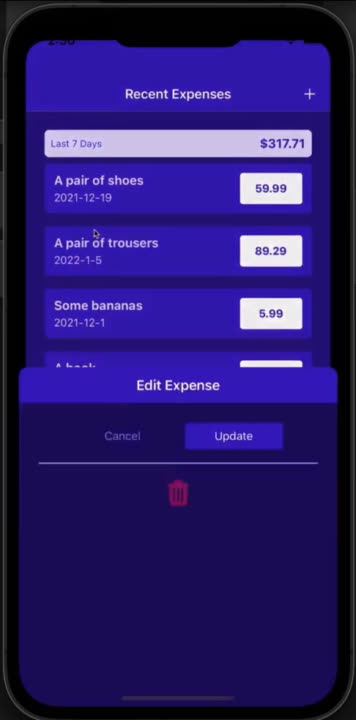 Recent Expenses
+
Last 7 Days
$317.71
A pair of shoes
59.99
2021-12-19
A pair of trousers
89.29
2022-1-5
Some bananas
5.99
2021-12-1
Edit Expense
Cancel
Update